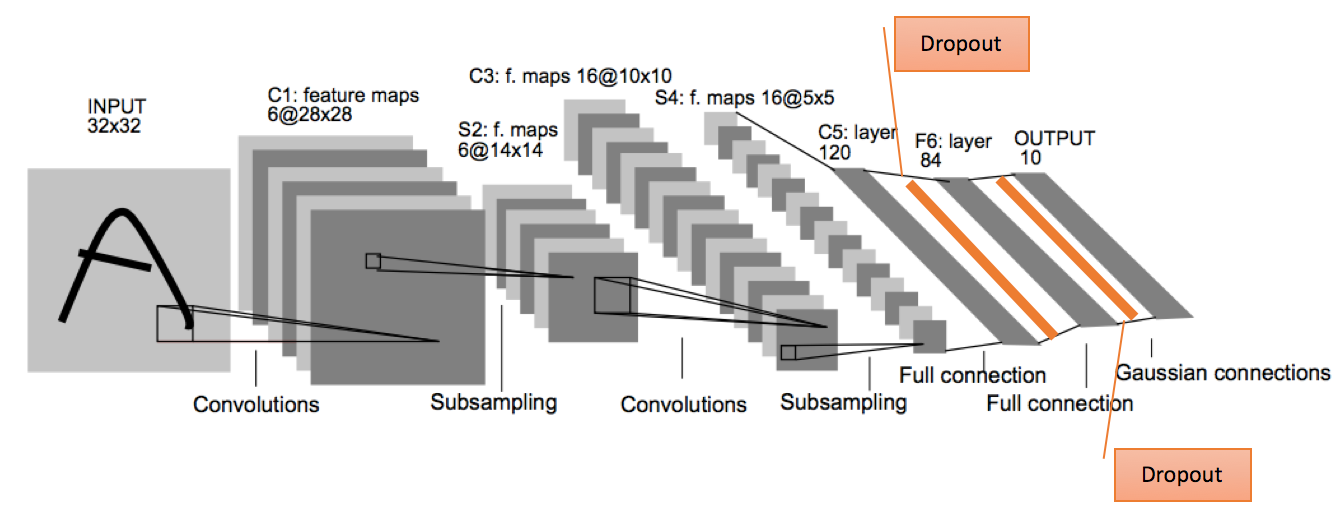 Dropout
C3: f. maps 16@10x10
INPUT
32x32
C1: feature maps
6@28x28
S4: f. maps 16@5x5
S2: f. maps
6@14x14
C5: layer
120
F6: layer
84
OUTPUT
10
A
Convolutions
Subsampling
Convolutions
Subsampling
Full connection
Full connection
Gaussian connections
Dropout